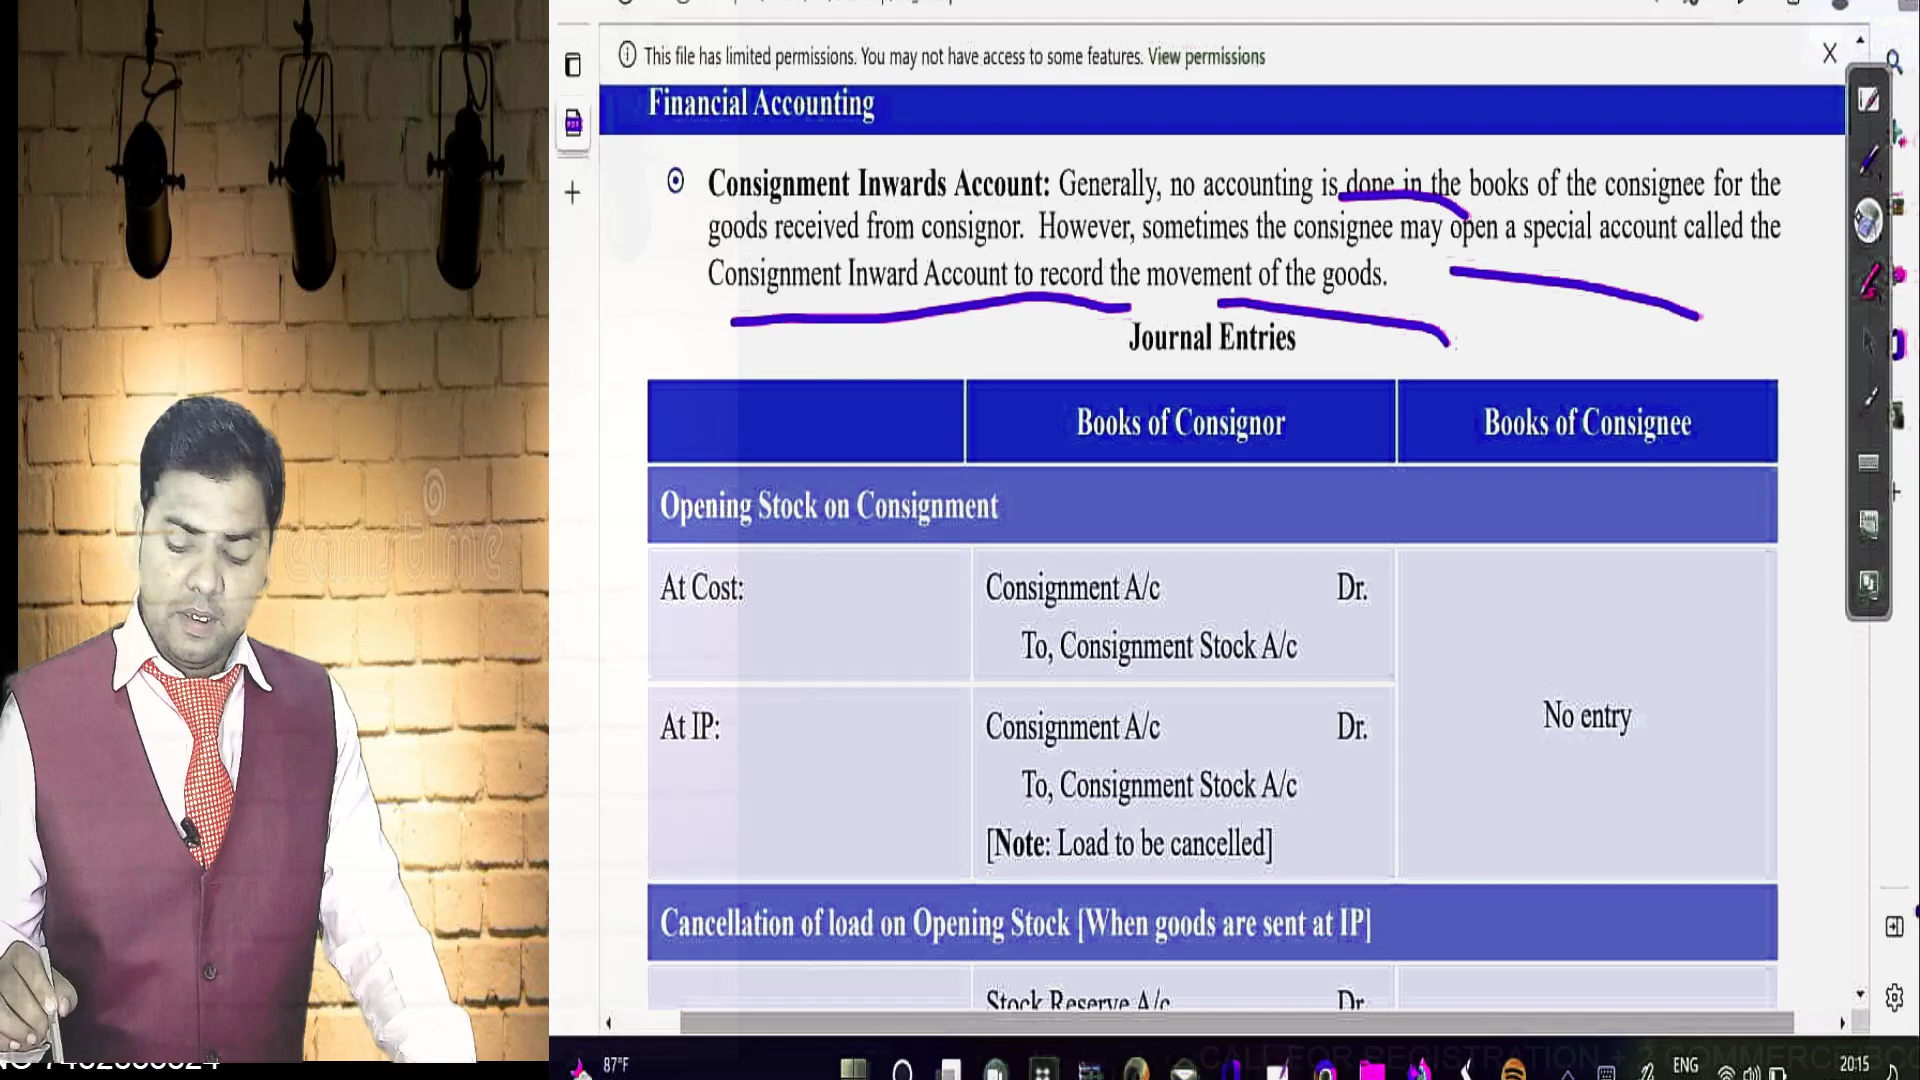 This file has limited permissions. You may not have access to some features. View permissions
Financial Accounting
Consignment Inwards Account: Generally, no accounting is done in the books of the consignee for the
goods received from consignor. However, sometimes the consignee may open a special account called the
Consignment Inward Account to record the movement of the goods.
Journal Entries
Books of Consignor
Books of Consignee
Opening Stock on Consignment
At Cost:
Consignment A/c Dr.
To, Consignment Stock A/c
At IP:
Consignment A/c Dr.
To, Consignment Stock A/c
[Note: Load to be cancelled]
No entry
Cancellation of load on Opening Stock [When goods are sent at IP]
Stock Reserve A/c Dr.
87°F
CALL FOR REGISTRATION
ENG
20:15